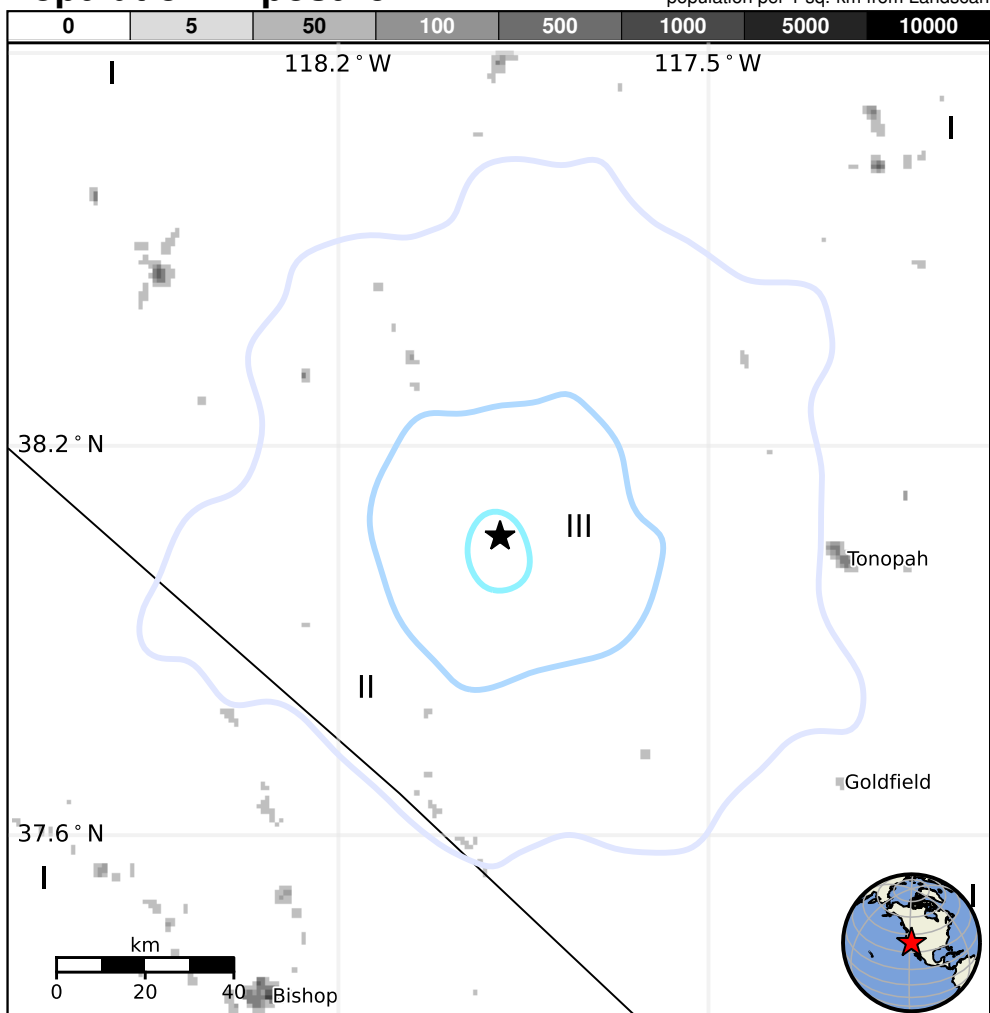 population per 1 sq. km from Landscan
0 5 50 100 500 1000 5000 10000
118.2°W 117.5°W
I
I
38.2°N
III
Tonopah
II
Goldfield
37.6°N
I
I
km
0 20 40
Bishop